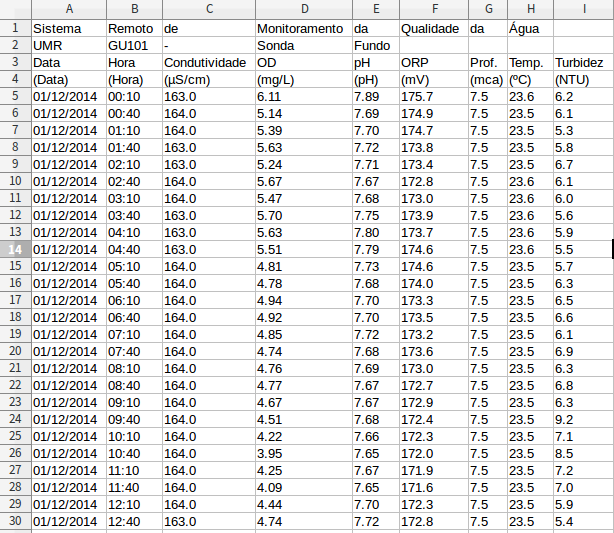 A B C D E F G H I
1 Sistema Remoto de Monitoramento da Qualidade da Água
2 UMR GU101 - Sonda Fundo
3 Data Hora Condutividade OD pH ORP Prof. Temp. Turbidez
4 (Data) (Hora) (µS/cm) (mg/L) (pH) (mV) (mca) (ºC) (NTU)
5 01/12/2014 00:10 163.0 6.11 7.89 175.7 7.5 23.6 6.2
6 01/12/2014 00:40 164.0 5.14 7.69 174.9 7.5 23.5 6.1
7 01/12/2014 01:10 164.0 5.39 7.70 174.7 7.5 23.5 5.3
8 01/12/2014 01:40 164.0 5.63 7.72 173.8 7.5 23.5 5.8
9 01/12/2014 02:10 163.0 5.24 7.71 173.4 7.5 23.5 6.7
10 01/12/2014 02:40 164.0 5.67 7.67 172.8 7.5 23.6 6.1
11 01/12/2014 03:10 164.0 5.47 7.68 173.0 7.5 23.6 6.0
12 01/12/2014 03:40 164.0 5.70 7.75 173.9 7.5 23.6 5.6
13 01/12/2014 04:10 163.0 5.63 7.80 173.7 7.5 23.6 5.9
14 01/12/2014 04:40 163.0 5.51 7.79 174.6 7.5 23.6 5.5
15 01/12/2014 05:10 164.0 4.81 7.73 174.6 7.5 23.5 5.7
16 01/12/2014 05:40 164.0 4.78 7.68 174.0 7.5 23.5 6.3
17 01/12/2014 06:10 164.0 4.94 7.70 173.3 7.5 23.5 6.5
18 01/12/2014 06:40 164.0 4.92 7.70 173.5 7.5 23.5 6.6
19 01/12/2014 07:10 164.0 4.85 7.72 173.2 7.5 23.5 6.1
20 01/12/2014 07:40 164.0 4.74 7.68 173.6 7.5 23.5 6.9
21 01/12/2014 08:10 164.0 4.76 7.69 173.0 7.5 23.5 6.3
22 01/12/2014 08:40 164.0 4.77 7.67 172.7 7.5 23.5 6.8
23 01/12/2014 09:10 164.0 4.67 7.67 172.9 7.5 23.5 6.3
24 01/12/2014 09:40 164.0 4.51 7.68 172.4 7.5 23.5 9.2
25 01/12/2014 10:10 164.0 4.22 7.66 172.3 7.5 23.5 7.1
26 01/12/2014 10:40 164.0 3.95 7.65 172.0 7.5 23.5 8.5
27 01/12/2014 11:10 164.0 4.25 7.67 171.9 7.5 23.5 7.2
28 01/12/2014 11:40 164.0 4.09 7.65 171.6 7.5 23.5 7.0
29 01/12/2014 12:10 164.0 4.44 7.70 172.3 7.5 23.5 5.9
30 01/12/2014 12:40 163.0 4.74 7.72 172.8 7.5 23.5 5.4